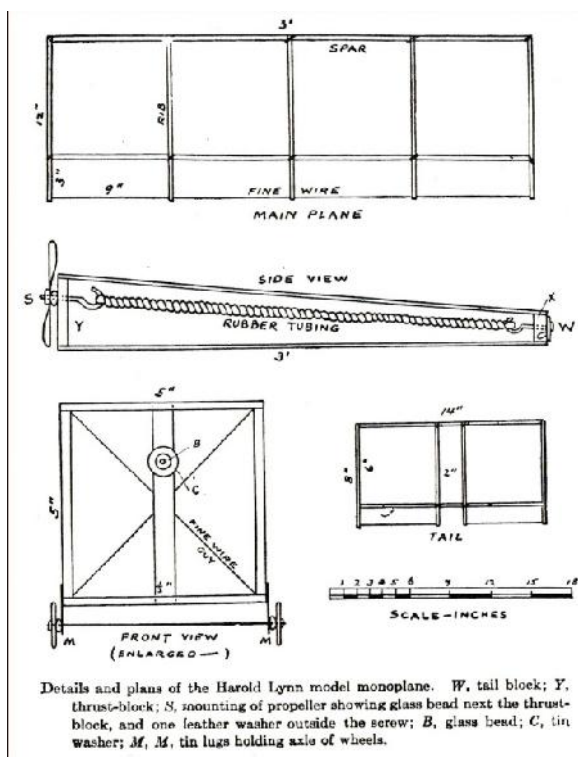 3'
SPAR
12"
RIB
3"
9"
FINE WIRE
MAIN PLANE
SIDE VIEW
S
Y
RUBBER TUBING
X
C
W
3'
5"
B
C
5"
FINE WIRE
GUY
M
M
FRONT VIEW
(ENLARGED—)
14"
8"
6"
2"
TAIL
1 2 3 4 5 6 9 12 15 18
SCALE-INCHES
Details and plans of the Harold Lynn model monoplane. W, tail block; Y,
thrust-block; S, mounting of propeller showing glass bead next the thrust-
block, and one leather washer outside the screw; B, glass bead; C, tin
washer; M, M, tin lugs holding axle of wheels.